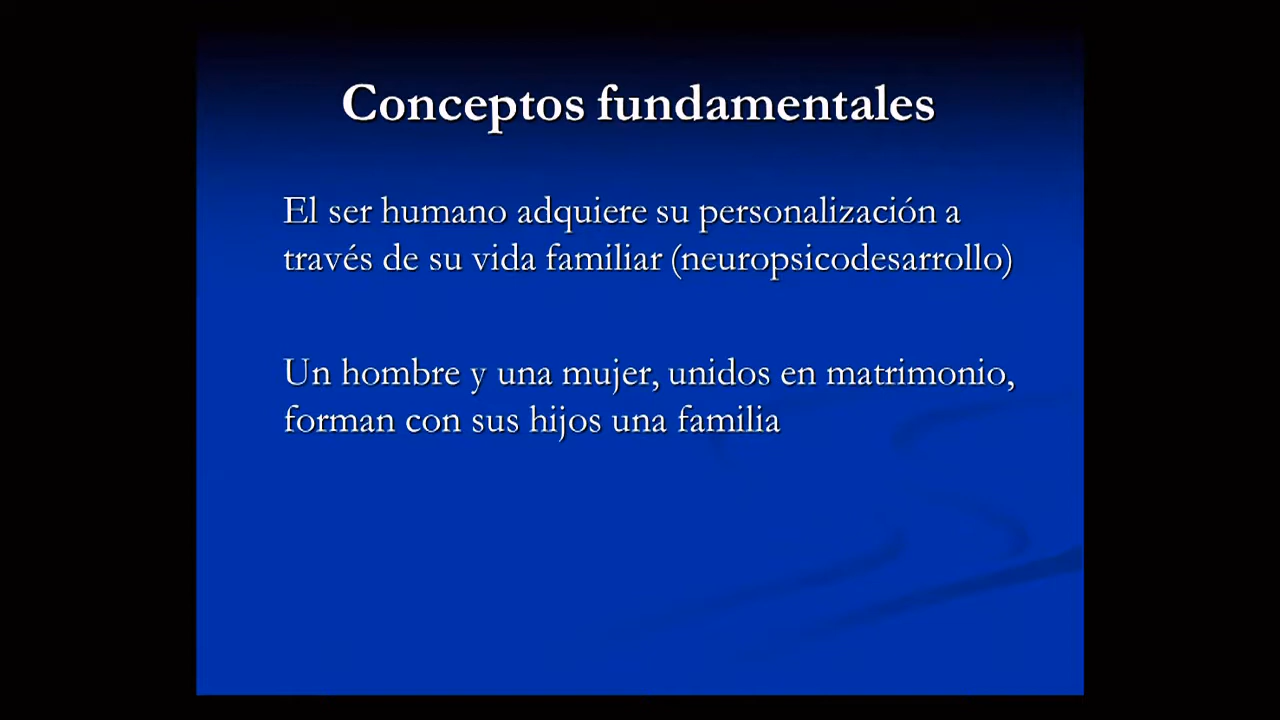 Conceptos fundamentales
El ser humano adquiere su personalización a
través de su vida familiar (neuropsicodesarrollo)
Un hombre y una mujer, unidos en matrimonio,
forman con sus hijos una familia